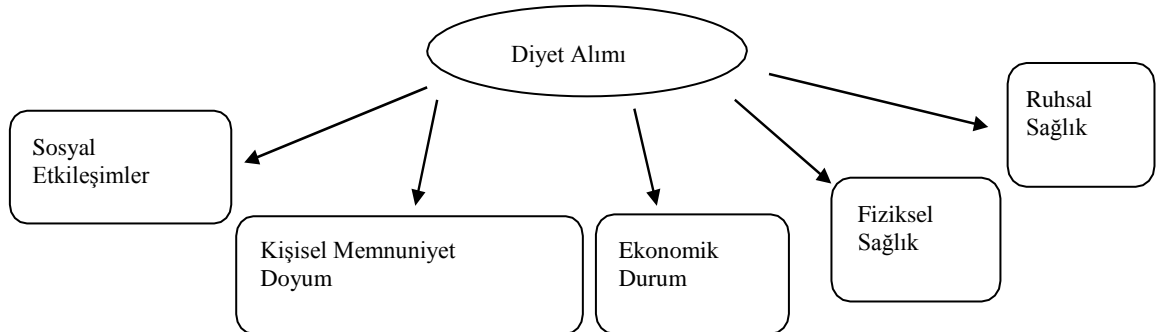 Diyet Alımı
Sosyal
Etkileşimler
Kişisel Memnuniyet
Doyum
Ekonomik
Durum
Fiziksel
Sağlık
Ruhsal
Sağlık